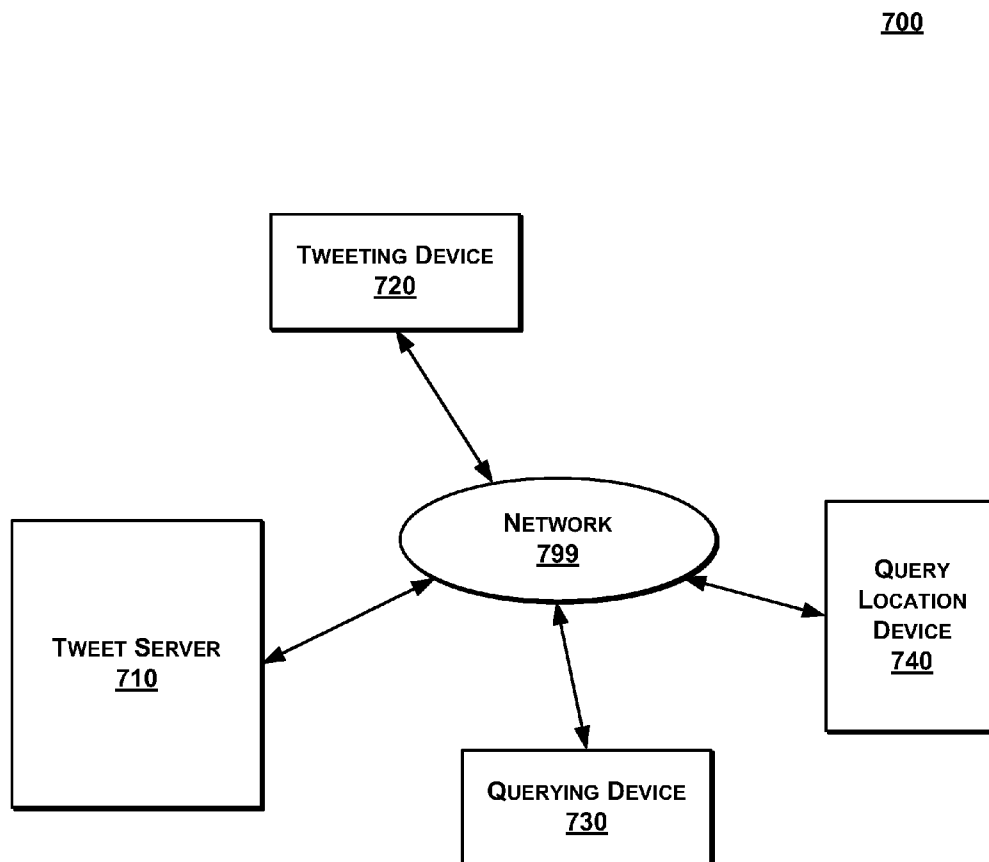 700
TWEETING DEVICE
720
NETWORK
799
QUERY
LOCATION
DEVICE
740
TWEET SERVER
710
QUERYING DEVICE
730